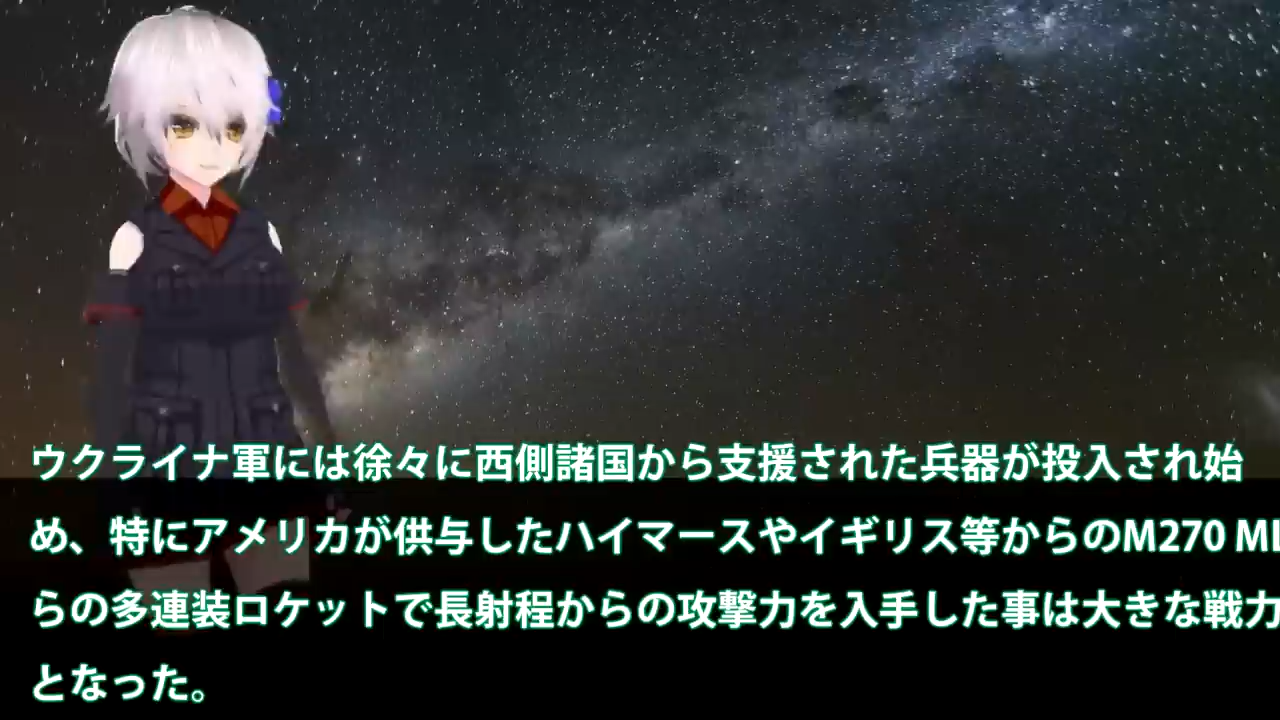 ウクライナ軍には徐々に西側諸国から支援された兵器が投入され始
め、特にアメリカが供与したハイマースやイギリス等からのM270 Ml
らの多連装ロケットで長射程からの攻撃力を入手した事は大きな戦力
となった。